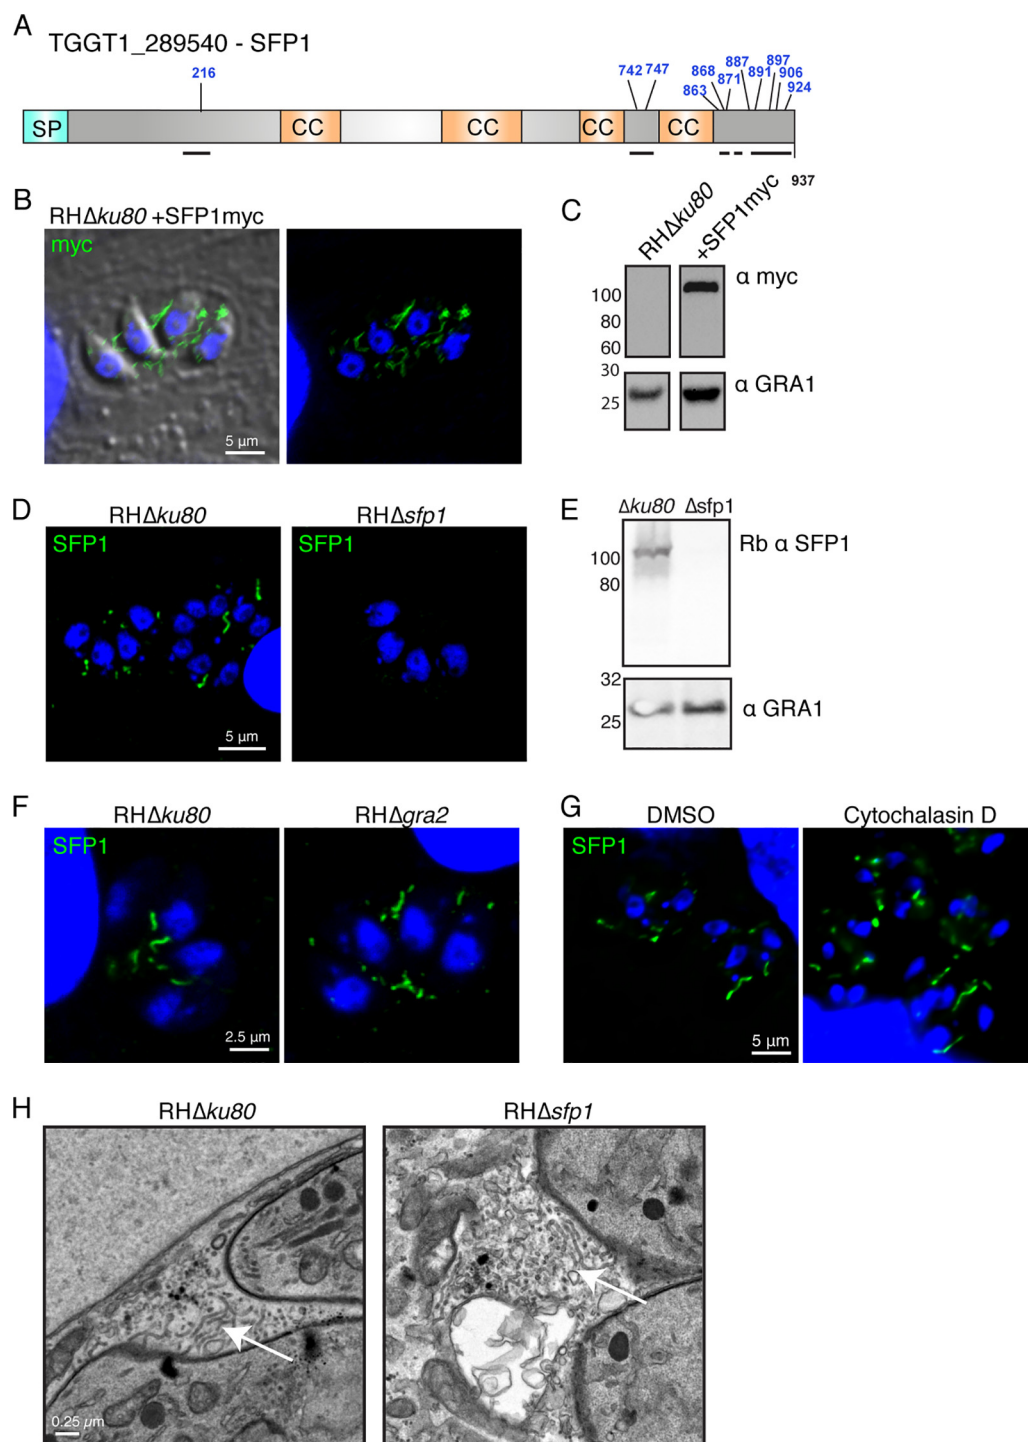 A
TGGT1_289540 - SFP1
216
742 747
863
868
871
887
891
897
906
924
SP CC CC CC CC
937
B
RHΔku80 +SFP1myc
myc
5 µm
C
RHΔku80
+SFP1myc
α myc
100
80
60
30
25
α GRA1
D
RHΔku80
RHΔsfp1
SFP1
SFP1
5 µm
E
Δku80 Δsfp1
100
80
Rb α SFP1
32
25
α GRA1
F
RHΔku80
RHΔgra2
SFP1
2.5 µm
G
DMSO
Cytochalasin D
SFP1
5 µm
H
RHΔku80
RHΔsfp1
0.25 µm